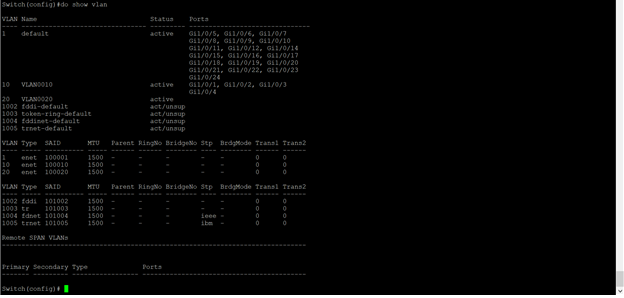 Switch(config)#do show vlan
VLAN Name                             Status    Ports
---- -------------------------------- --------- -------------------------------
1    default                          active    Gi1/0/5, Gi1/0/6, Gi1/0/7
                                                Gi1/0/8, Gi1/0/9, Gi1/0/10
                                                Gi1/0/11, Gi1/0/12, Gi1/0/14
                                                Gi1/0/15, Gi1/0/16, Gi1/0/17
                                                Gi1/0/18, Gi1/0/19, Gi1/0/20
                                                Gi1/0/21, Gi1/0/22, Gi1/0/23
                                                Gi1/0/24
10   VLAN0010                         active    Gi1/0/1, Gi1/0/2, Gi1/0/3
                                                Gi1/0/4
20   VLAN0020                         active
1002 fddi-default                     act/unsup
1003 token-ring-default               act/unsup
1004 fddinet-default                  act/unsup
1005 trnet-default                    act/unsup
VLAN Type  SAID       MTU   Parent RingNo BridgeNo Stp  BrdgMode Trans1 Trans2
---- ----- ---------- ----- ------ ------ -------- ---- -------- ------ ------
1    enet  100001     1500  -      -      -        -    -        0      0
10   enet  100010     1500  -      -      -        -    -        0      0
20   enet  100020     1500  -      -      -        -    -        0      0
VLAN Type  SAID       MTU   Parent RingNo BridgeNo Stp  BrdgMode Trans1 Trans2
---- ----- ---------- ----- ------ ------ -------- ---- -------- ------ ------
1002 fddi  101002     1500  -      -      -        -    -        0      0
1003 tr    101003     1500  -      -      -        -    -        0      0
1004 fdnet 101004     1500  -      -      -        ieee -        0      0
1005 trnet 101005     1500  -      -      -        ibm  -        0      0
Remote SPAN VLANs
------------------------------------------------------------------------------
Primary Secondary Type              Ports
------- --------- ----------------- ------------------------------------------
Switch(config)#